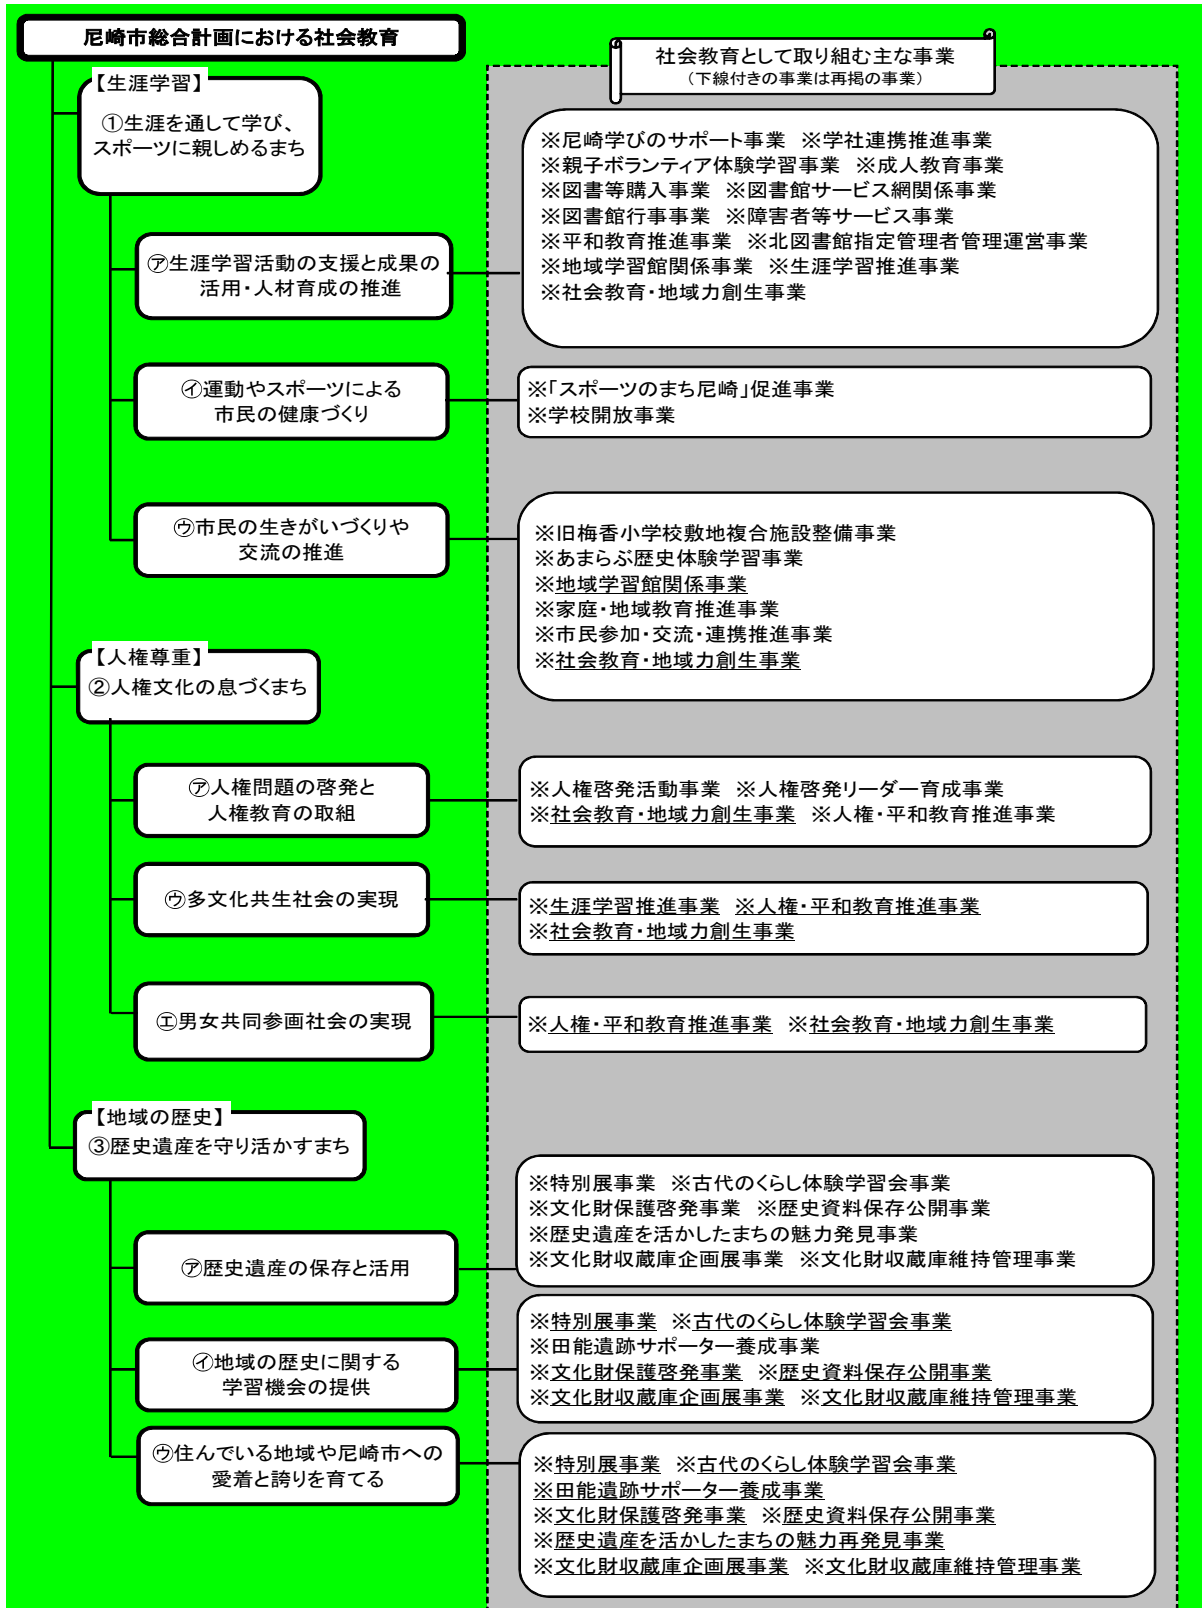 尼崎市総合計画における社会教育
社会教育として取り組む主な事業
（下線付きの事業は再掲の事業）
【生涯学習】
①生涯を通して学び、
スポーツに親しめるまち
㋐生涯学習活動の支援と成果の
活用・人材育成の推進
※尼崎学びのサポート事業　※学社連携推進事業
※親子ボランティア体験学習事業　※成人教育事業
※図書等購入事業　※図書館サービス網関係事業
※図書館行事事業　※障害者等サービス事業
※平和教育推進事業　※北図書館指定管理者管理運営事業
※地域学習館関係事業　※生涯学習推進事業
※社会教育・地域力創生事業
㋑運動やスポーツによる
市民の健康づくり
※「スポーツのまち尼崎」促進事業
※学校開放事業
㋒市民の生きがいづくりや
交流の推進
※旧梅香小学校敷地複合施設整備事業
※あまらぶ歴史体験学習事業
※地域学習館関係事業
※家庭・地域教育推進事業
※市民参加・交流・連携推進事業
※社会教育・地域力創生事業
【人権尊重】
②人権文化の息づくまち
㋐人権問題の啓発と
人権教育の取組
※人権啓発活動事業　※人権啓発リーダー育成事業
※社会教育・地域力創生事業　※人権・平和教育推進事業
㋒多文化共生社会の実現
※生涯学習推進事業　※人権・平和教育推進事業
※社会教育・地域力創生事業
㋓男女共同参画社会の実現
※人権・平和教育推進事業　※社会教育・地域力創生事業
【地域の歴史】
③歴史遺産を守り活かすまち
㋐歴史遺産の保存と活用
※特別展事業　※古代のくらし体験学習会事業
※文化財保護啓発事業　※歴史資料保存公開事業
※歴史遺産を活かしたまちの魅力発見事業
※文化財収蔵庫企画展事業　※文化財収蔵庫維持管理事業
㋑地域の歴史に関する
学習機会の提供
※特別展事業　※古代のくらし体験学習会事業
※田能遺跡サポーター養成事業
※文化財保護啓発事業　※歴史資料保存公開事業
※文化財収蔵庫企画展事業　※文化財収蔵庫維持管理事業
㋒住んでいる地域や尼崎市への
愛着と誇りを育てる
※特別展事業　※古代のくらし体験学習会事業
※田能遺跡サポーター養成事業
※文化財保護啓発事業　※歴史資料保存公開事業
※歴史遺産を活かしたまちの魅力再発見事業
※文化財収蔵庫企画展事業　※文化財収蔵庫維持管理事業